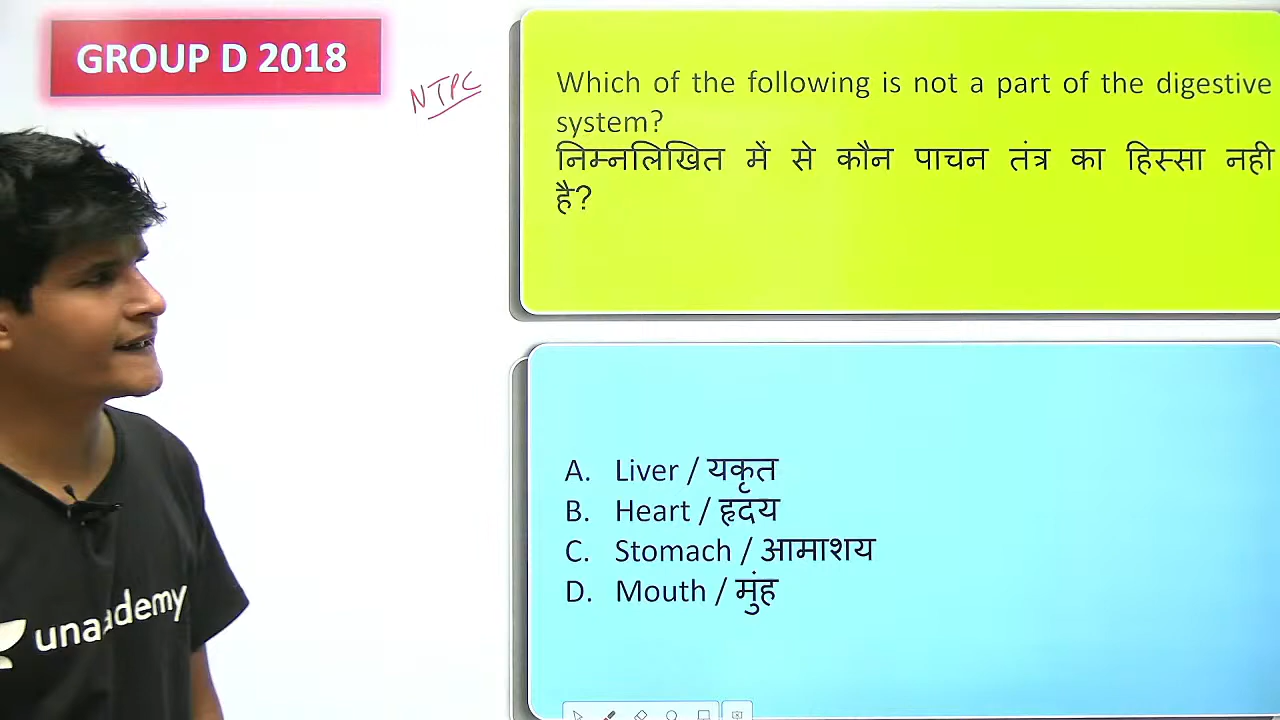 GROUP D 2018
NTPC
Which of the following is not a part of the digestive
system?
निम्नलिखित में से कौन पाचन तंत्र का हिस्सा नही
है?
A. Liver / यकृत
B. Heart / हृदय
C. Stomach / आमाशय
D. Mouth / मुंह
unacademy